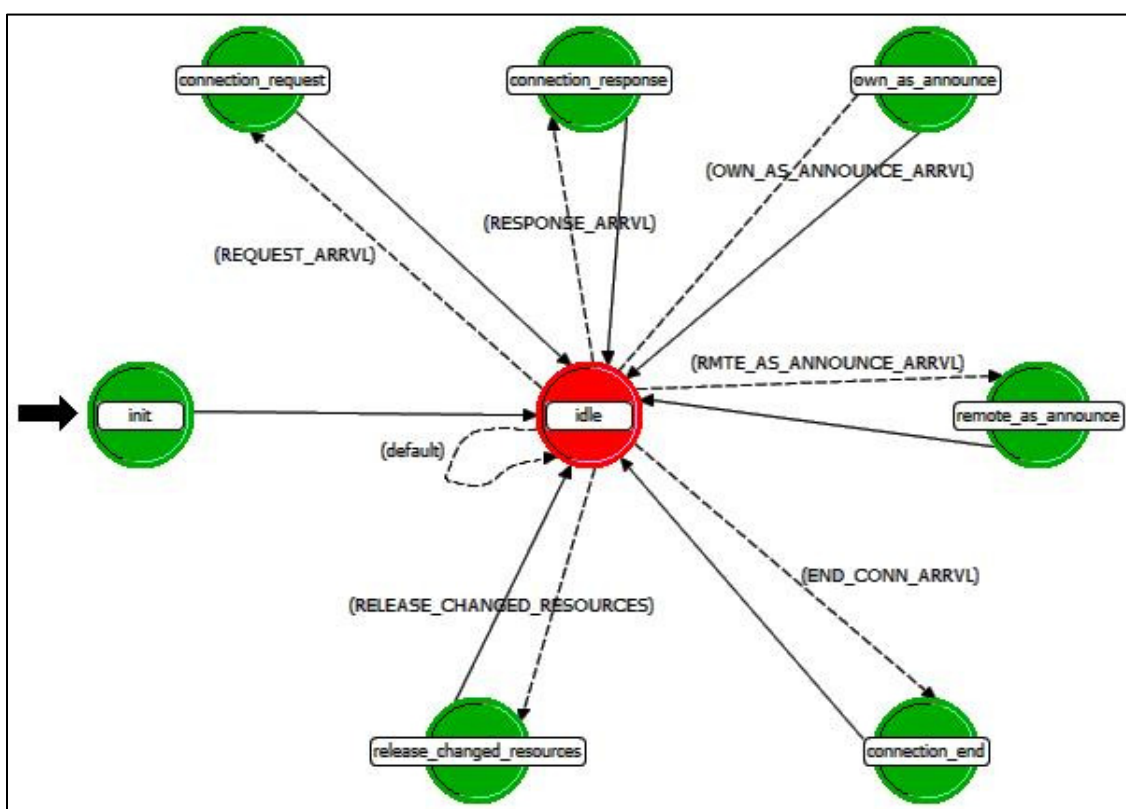 connection_request
connection_response
own_as_announce
(OWN_AS_ANNOUNCE_ARRVL)
(RESPONSE_ARRVL)
(REQUEST_ARRVL)
(RMTE_AS_ANNOUNCE_ARRVL)
init
idle
remote_as_announce
(default)
(END_CONN_ARRVL)
(RELEASE_CHANGED_RESOURCES)
release_changed_resources
connection_end